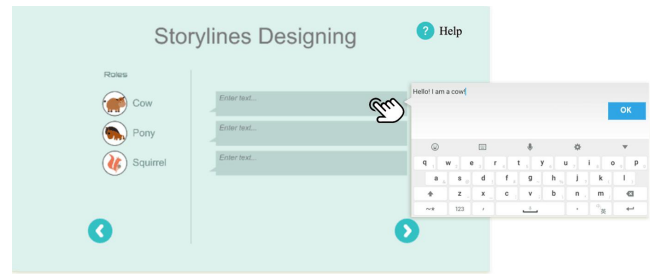 Storylines Designing
? Help
Roles
Cow
Enter text...
Pony
Enter text...
Squirrel
Enter text...
Hello! I am a cow!
OK
q w e r t y u i o p
a s d f g h j k l
z x c v b n m
123